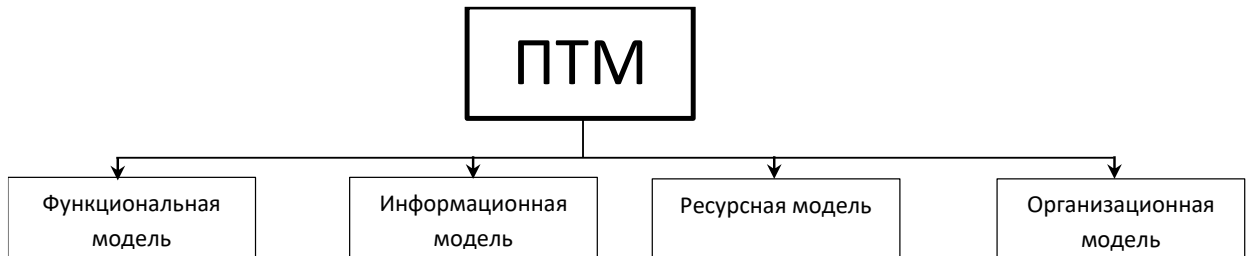 ПТМ
Функциональная
модель
Информационная
модель
Ресурсная модель
Организационная
модель